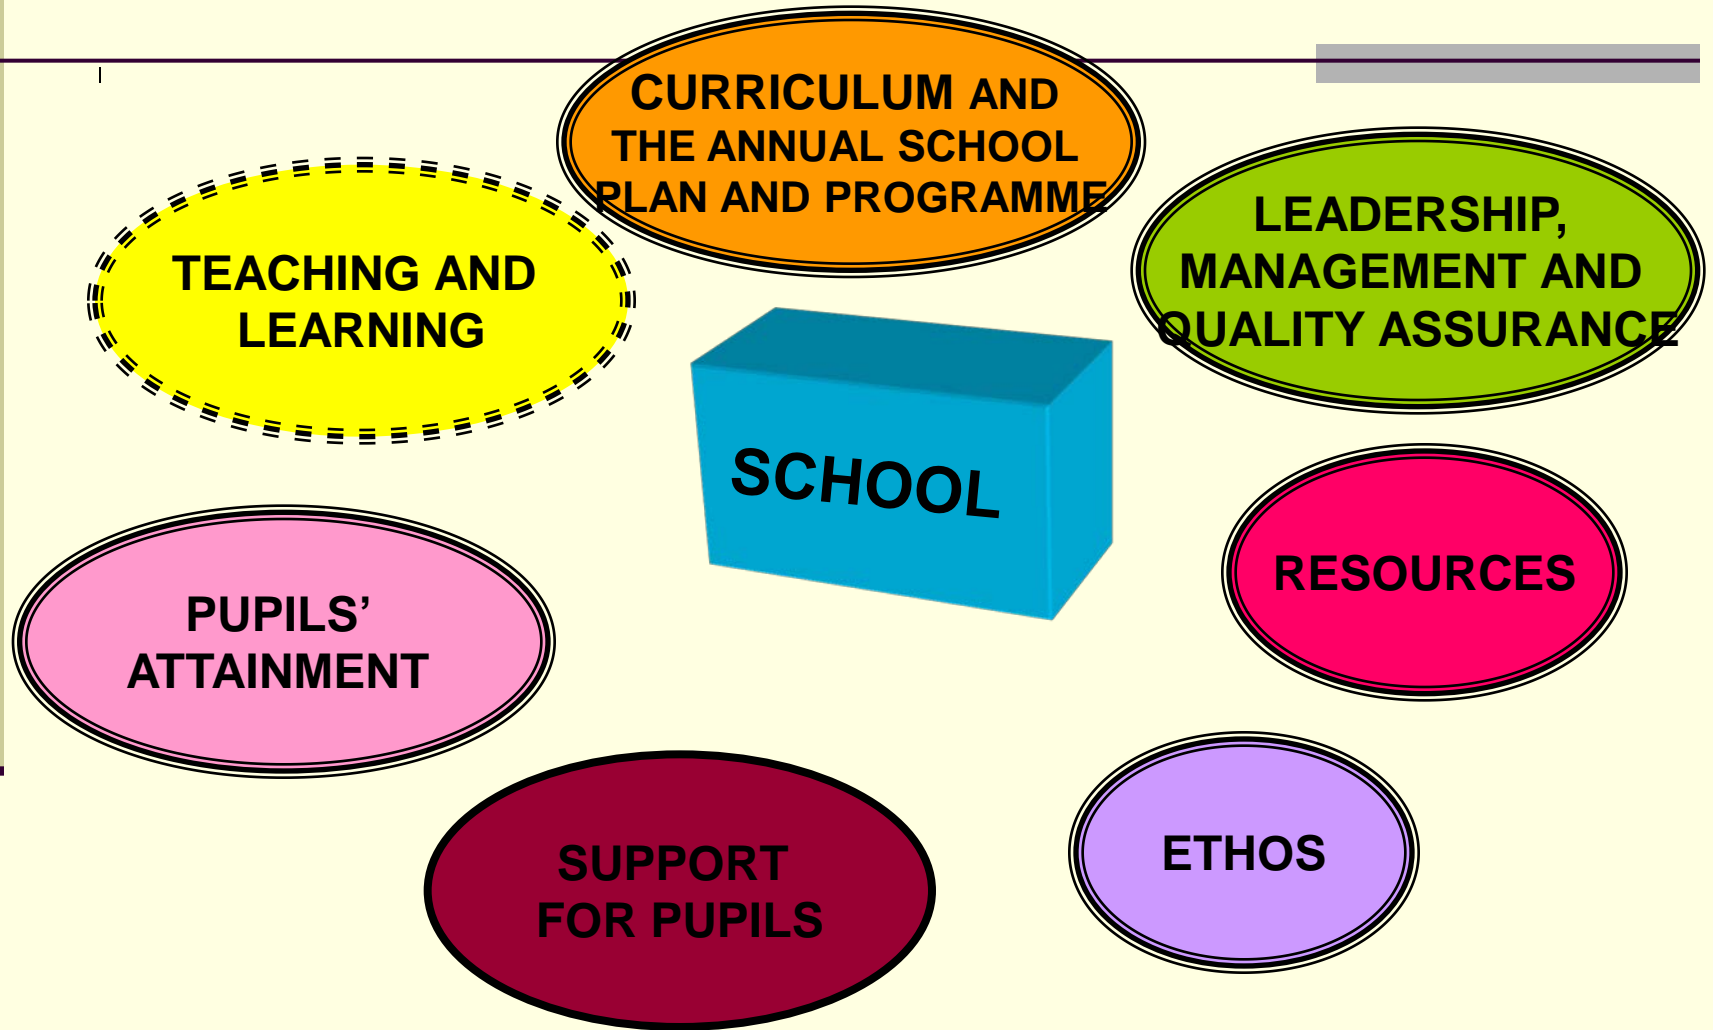 CURRICULUM AND
THE ANNUAL SCHOOL
PLAN AND PROGRAMME
LEADERSHIP,
MANAGEMENT AND
QUALITY ASSURANCE
TEACHING AND
LEARNING
SCHOOL
RESOURCES
PUPILS’
ATTAINMENT
SUPPORT
FOR PUPILS
ETHOS